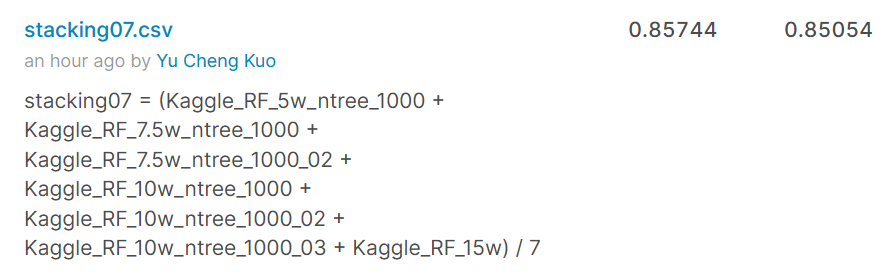 stacking07.csv 0.85744 0.85054
an hour ago by Yu Cheng Kuo
stacking07 = (Kaggle_RF_5w_ntree_1000 +
Kaggle_RF_7.5w_ntree_1000 +
Kaggle_RF_7.5w_ntree_1000_02 +
Kaggle_RF_10w_ntree_1000 +
Kaggle_RF_10w_ntree_1000_02 +
Kaggle_RF_10w_ntree_1000_03 + Kaggle_RF_15w) / 7